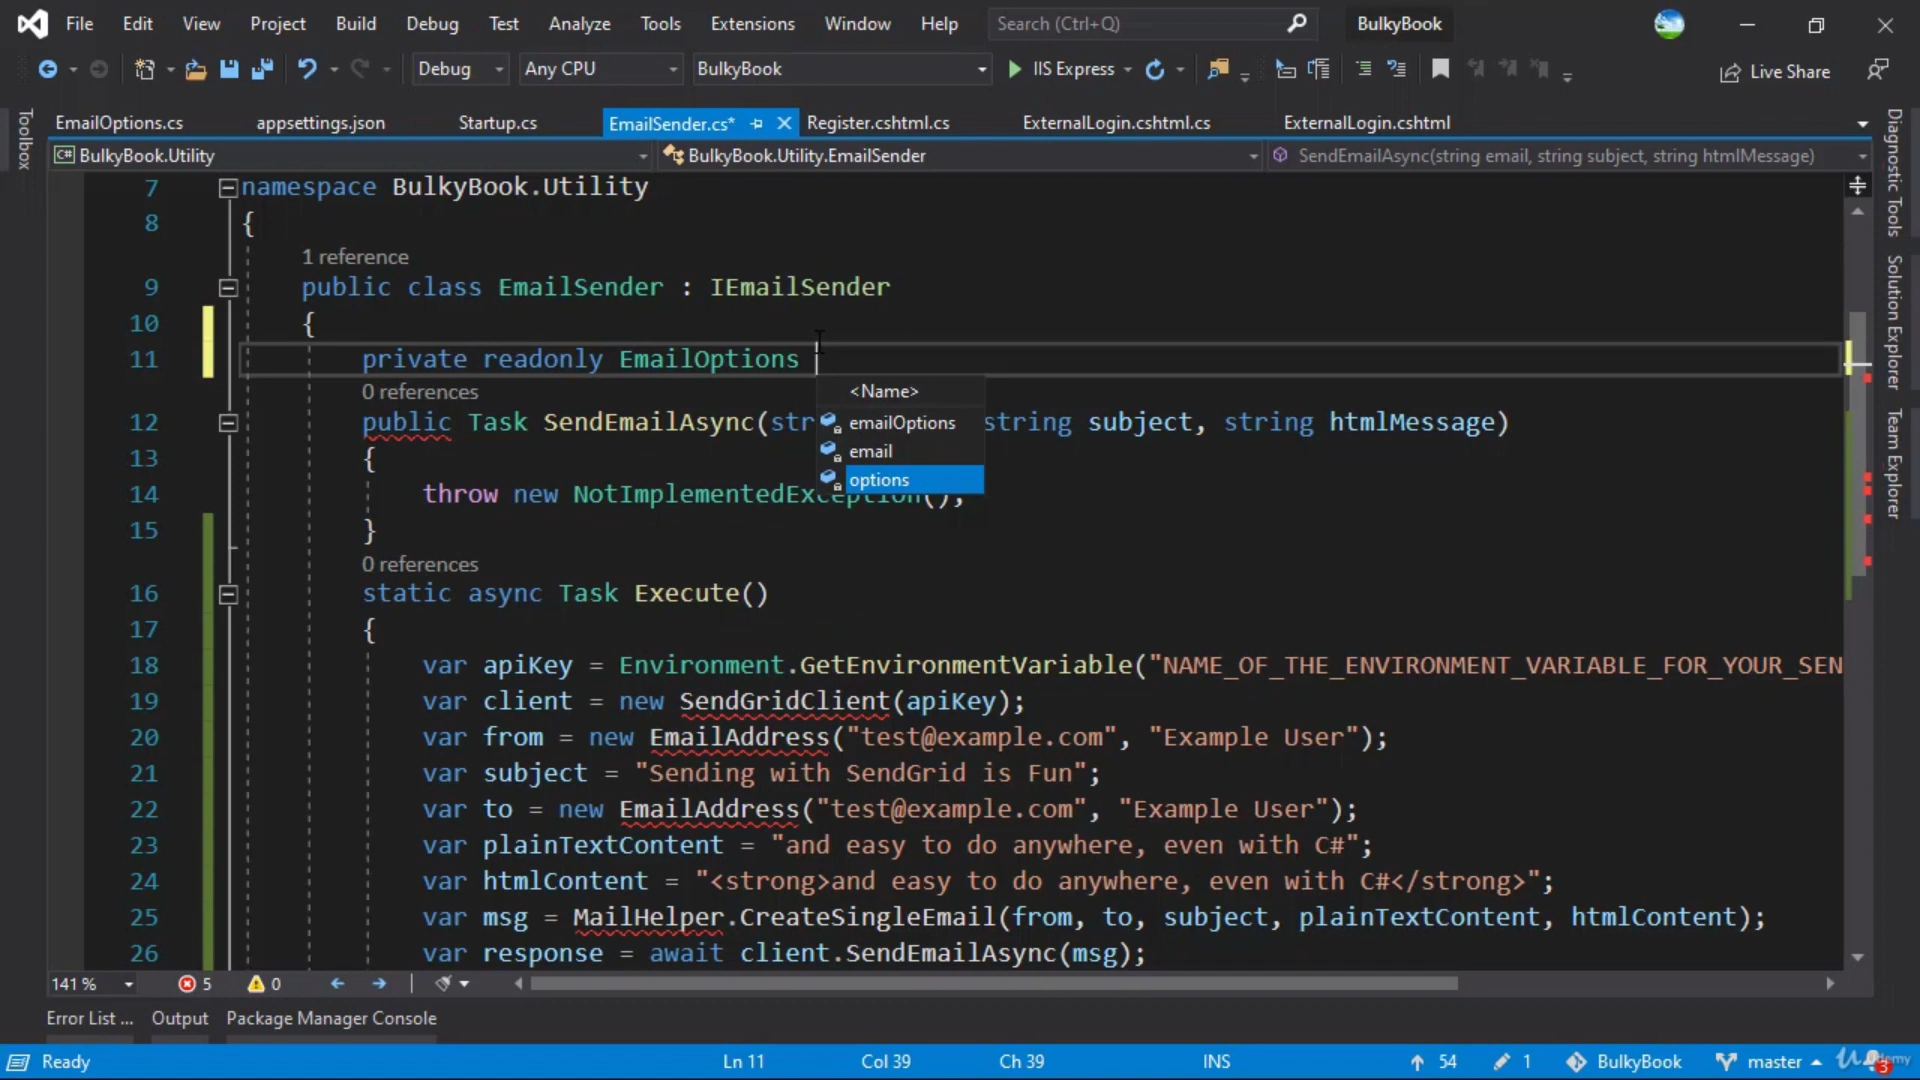 File Edit View Project Build Debug Test Analyze Tools Extensions Window Help Search (Ctrl+Q) BulkyBook
Debug Any CPU BulkyBook IIS Express Live Share
EmailOptions.cs appsettings.json Startup.cs EmailSender.cs* Register.cshtml.cs ExternalLogin.cshtml.cs ExternalLogin.cshtml
Toolbox
Diagnostic Tools
Solution Explorer
Team Explorer
C# BulkyBook.Utility BulkyBook.Utility.EmailSender SendEmailAsync(string email, string subject, string htmlMessage)
7 namespace BulkyBook.Utility
8 {
1 reference
9 public class EmailSender : IEmailSender
10 {
11 private readonly EmailOptions
<Name>
0 references
12 public Task SendEmailAsync(str emailOptions string subject, string htmlMessage)
13 { email
options
14 throw new NotImplementedException();
15 }
0 references
16 static async Task Execute()
17 {
18 var apiKey = Environment.GetEnvironmentVariable("NAME_OF_THE_ENVIRONMENT_VARIABLE_FOR_YOUR_SEN
19 var client = new SendGridClient(apiKey);
20 var from = new EmailAddress("test@example.com", "Example User");
21 var subject = "Sending with SendGrid is Fun";
22 var to = new EmailAddress("test@example.com", "Example User");
23 var plainTextContent = "and easy to do anywhere, even with C#";
24 var htmlContent = "<strong>and easy to do anywhere, even with C#</strong>";
25 var msg = MailHelper.CreateSingleEmail(from, to, subject, plainTextContent, htmlContent);
26 var response = await client.SendEmailAsync(msg);
141 % 5 0
Error List ... Output Package Manager Console
Ready Ln 11 Col 39 Ch 39 INS 54 1 BulkyBook master 3